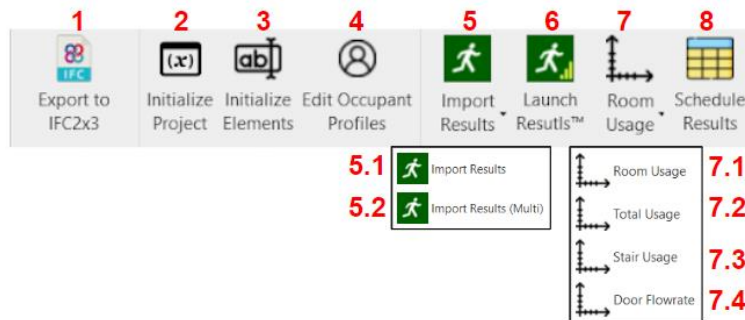 1 2 3 4 5 6 7 8
IFC (x) ab
Export to Initialize Initialize Edit Occupant Import Launch Room Schedule
IFC2x3 Project Elements Profiles Results Resutls™ Usage Results
5.1 Import Results 
5.2 Import Results (Multi)
Room Usage 7.1
Total Usage 7.2
Stair Usage 7.3
Door Flowrate 7.4